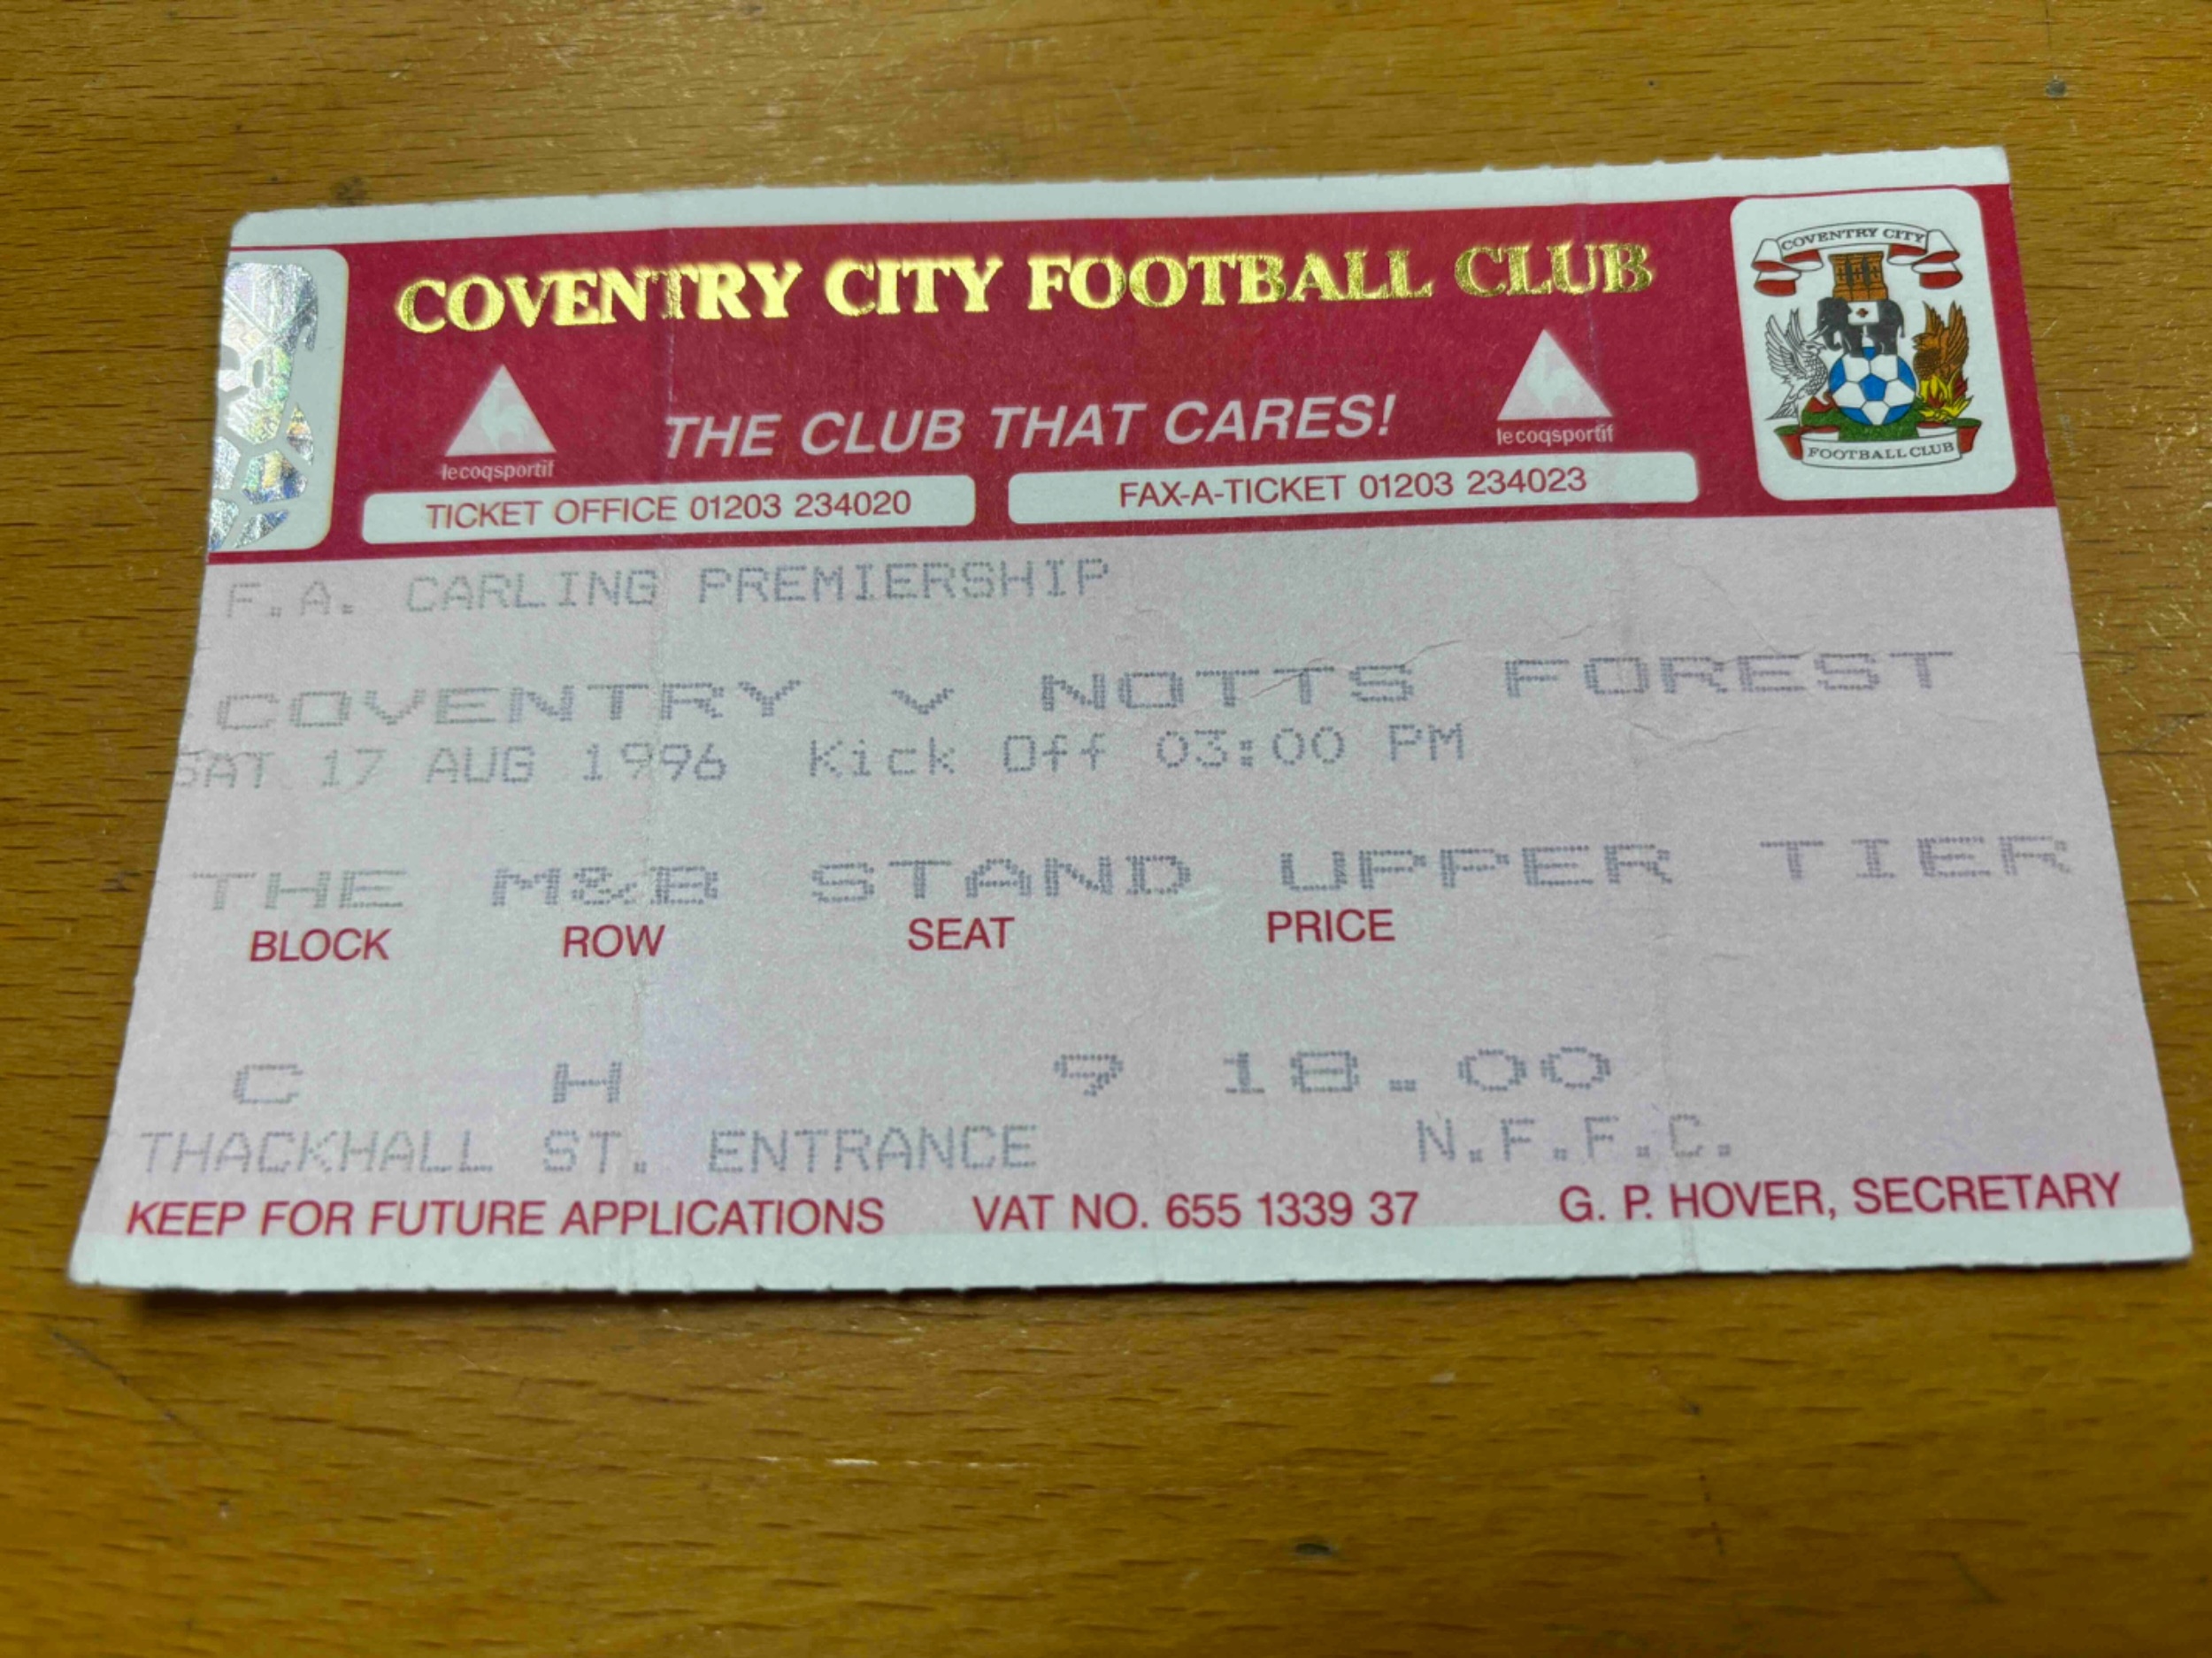 COVENTRY CITY FOOTBALL CLUB
COVENTRY CITY
FOOTBALL CLUB
THE CLUB THAT CARES!
lecoqsportif
lecoqsportif
TICKET OFFICE 01203 234020
FAX-A-TICKET 01203 234023
F.A. CARLING PREMIERSHIP
COVENTRY v NOTTS FOREST
SAT 17 AUG 1996 Kick Off 03:00 PM
THE M&B STAND UPPER TIER
BLOCK ROW SEAT PRICE
C H 9 18.00
THACKHALL ST. ENTRANCE N.F.F.C.
KEEP FOR FUTURE APPLICATIONS VAT NO. 655 1339 37 G. P. HOVER, SECRETARY